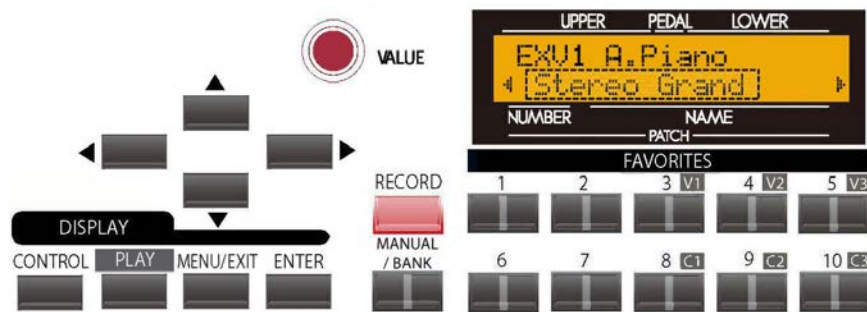 UPPER PEDAL LOWER
VALUE
EXV1 A.Piano
Stereo Grand
NUMBER NAME
PATCH
FAVORITES
RECORD
1 2 3 V1 4 V2 5 V3
DISPLAY
MANUAL
/ BANK
CONTROL PLAY MENU/EXIT ENTER
6 7 8 C1 9 C2 10 C3